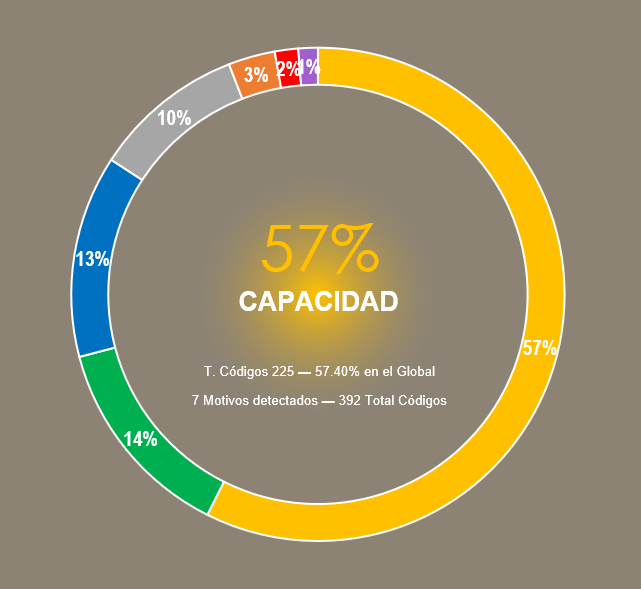 2%
1%
3%
10%
57%
13%
CAPACIDAD
57%
T. Códigos 225 — 57.40% en el Global
7 Motivos detectados — 392 Total Códigos
14%